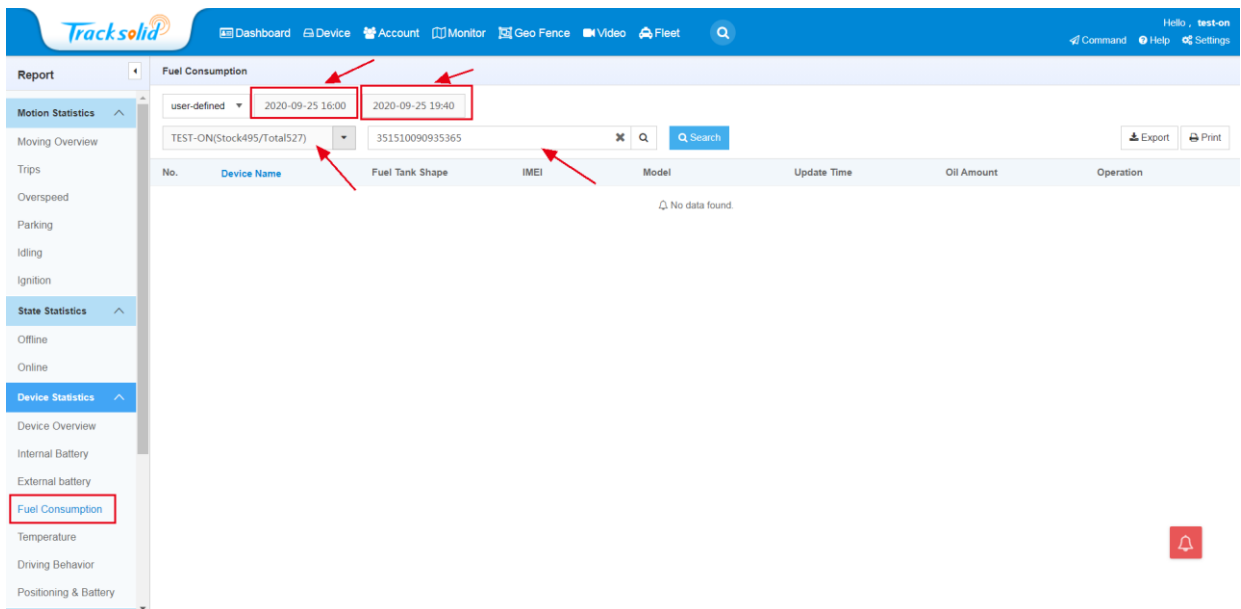 Tracksolid
Dashboard Device Account Monitor Geo Fence Video Fleet
Hello , test-on
Command Help Settings
Report
Motion Statistics
Moving Overview
Trips
Overspeed
Parking
Idling
Ignition
State Statistics
Offline
Online
Device Statistics
Device Overview
Internal Battery
External battery
Fuel Consumption
Temperature
Driving Behavior
Positioning & Battery
Fuel Consumption
user-defined 2020-09-25 16:00 2020-09-25 19:40
TEST-ON(Stock495/Total527) 351510090935365 Search Export Print
No. Device Name Fuel Tank Shape IMEI Model Update Time Oil Amount Operation
No data found.